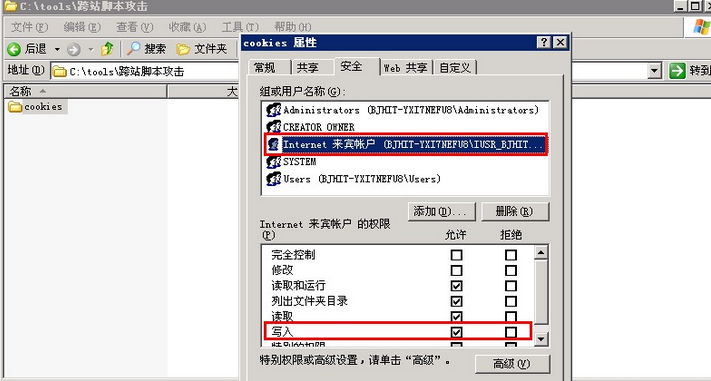 C:\tools\跨站脚本攻击
文件(F) 编辑(E) 查看(V) 收藏(A) 工具(T) 帮助(H)
后退 搜索 文件夹
地址(D) C:\tools\跨站脚本攻击 转到
名称 大
cookies
cookies 属性
常规 共享 安全 Web 共享 自定义
组或用户名称(G):
Administrators (BJHIT-YXI7NEFV8\Administrators)
CREATOR OWNER
Internet 来宾帐户 (BJHIT-YXI7NEFV8\IUSR_BJHIT...
SYSTEM
Users (BJHIT-YXI7NEFV8\Users)
添加(D)... 删除(R)
Internet 来宾帐户 的权限
(P) 允许 拒绝
完全控制
修改
读取和运行
列出文件夹目录
读取
写入
特别的权限
特别权限或高级设置,请单击“高级”。
高级(V)